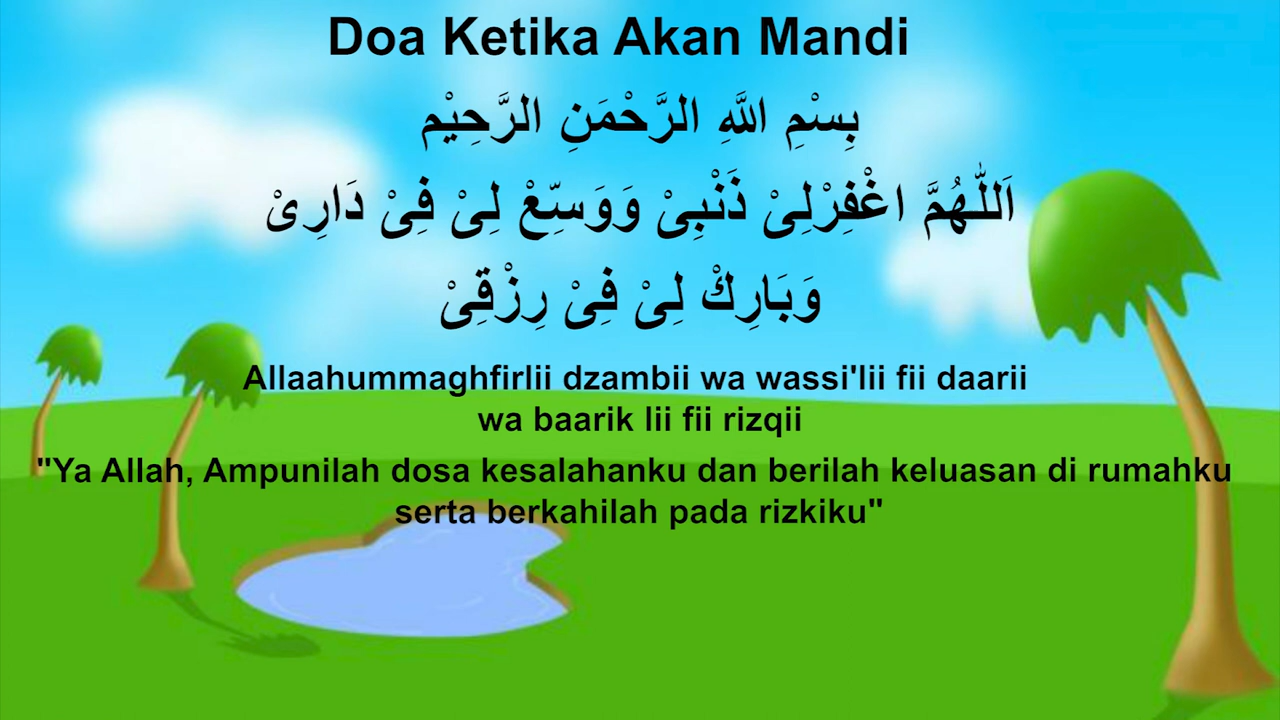 Doa Ketika Akan Mandi
بِسْمِ اللَّهِ الرَّحْمَنِ الرَّحِيْم
اَللّٰهُمَّ اغْفِرْلِىْ ذَنْبِىْ وَوَسِّعْ لِىْ فِىْ دَارِىْ
وَبَارِكْ لِىْ فِىْ رِزْقِىْ
Allaahummaghfirlii dzambii wa wassi'lii fii daarii
wa baarik lii fii rizqii
"Ya Allah, Ampunilah dosa kesalahanku dan berilah keluasan di rumahku
serta berkahilah pada rizkiku"